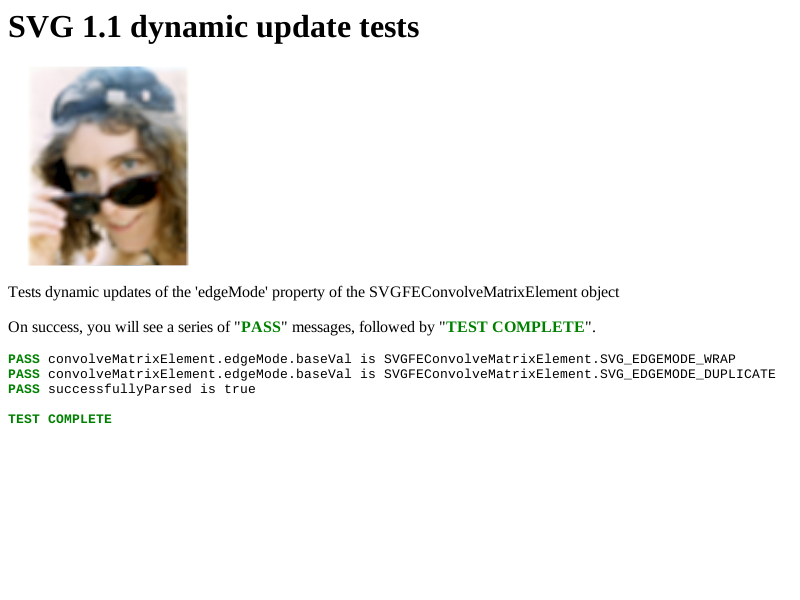 SVG 1.1 dynamic update tests
Tests dynamic updates of the 'edgeMode' property of the SVGFEConvolveMatrixElement object
On success, you will see a series of "PASS" messages, followed by "TEST COMPLETE".
PASS convolveMatrixElement.edgeMode.baseVal is SVGFEConvolveMatrixElement.SVG_EDGEMODE_WRAP
PASS convolveMatrixElement.edgeMode.baseVal is SVGFEConvolveMatrixElement.SVG_EDGEMODE_DUPLICATE
PASS successfullyParsed is true
TEST COMPLETE